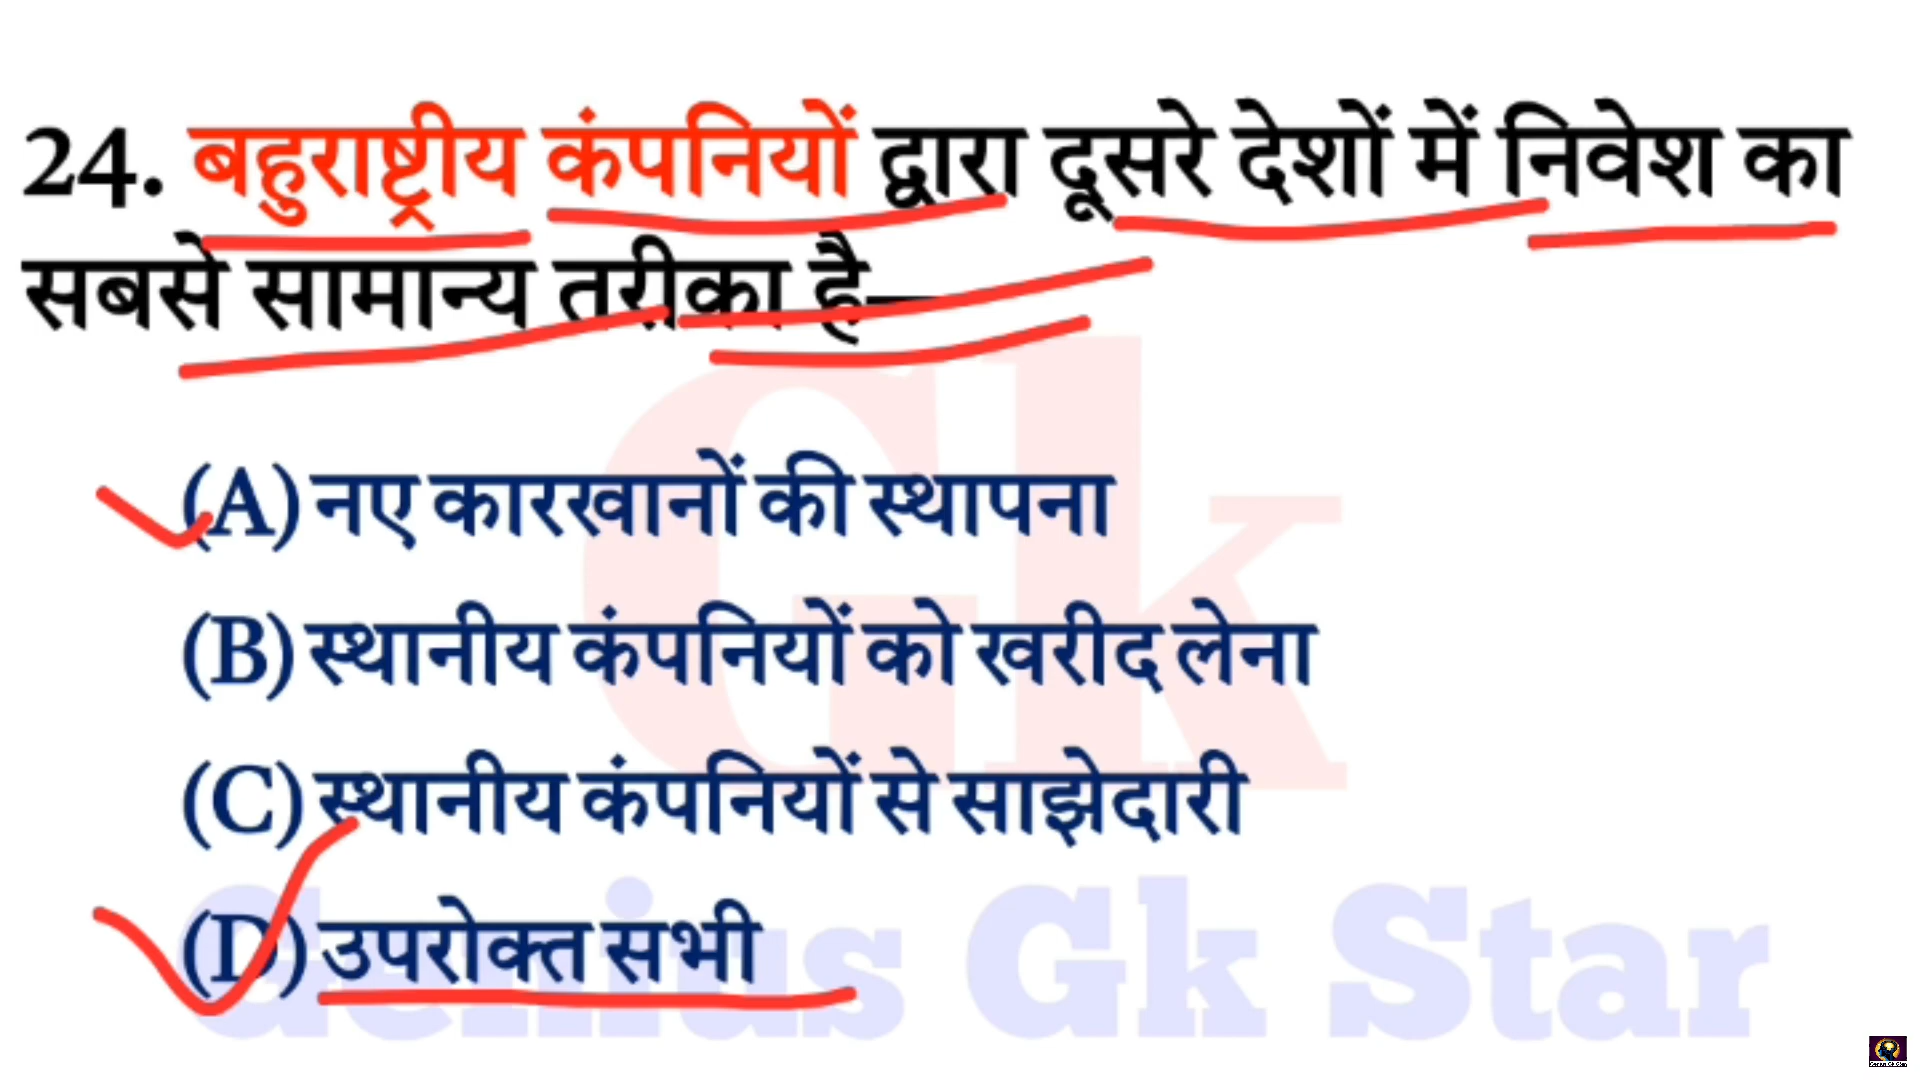 24. बहुराष्ट्रीय कंपनियों द्वारा दूसरे देशों में निवेश का
सबसे सामान्य तरीका है—
(A) नए कारखानों की स्थापना
(B) स्थानीय कंपनियों को खरीद लेना
(C) स्थानीय कंपनियों से साझेदारी
(D) उपरोक्त सभी
Gk
Genius Gk Star